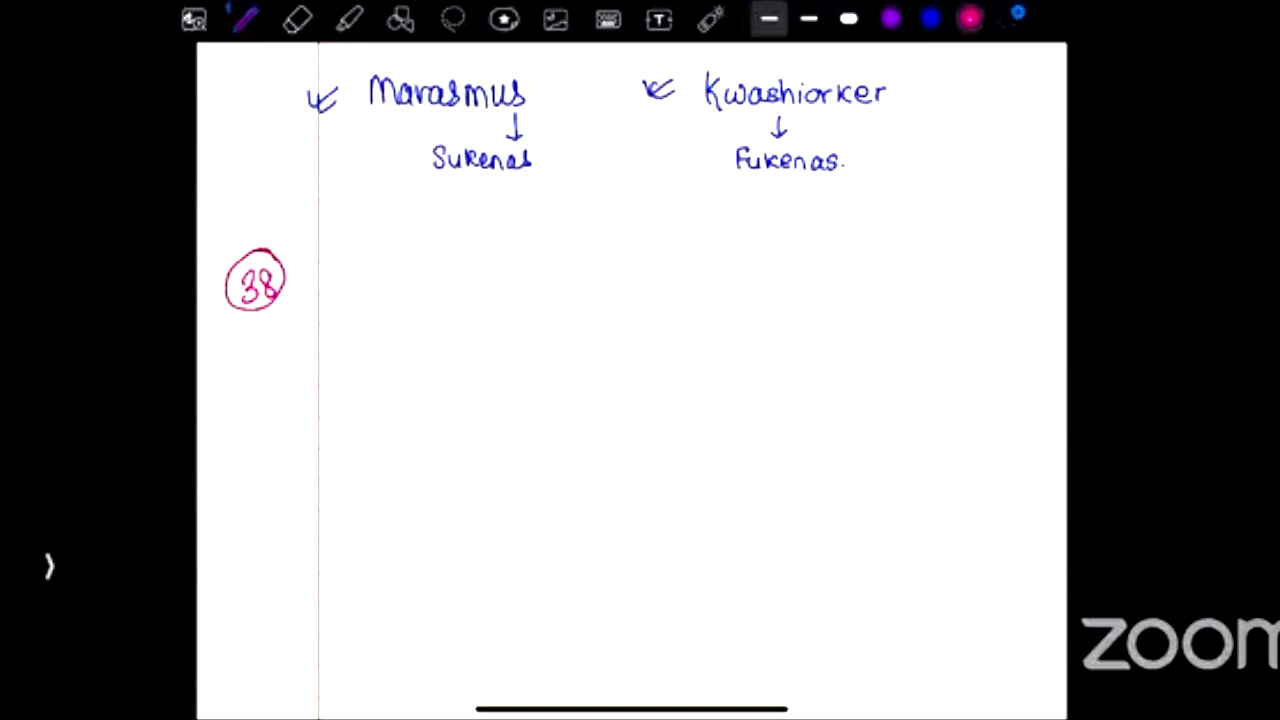 Marasmus Kwashiorker
↓ ↓
Sukenas Fukenas.
38
zoom